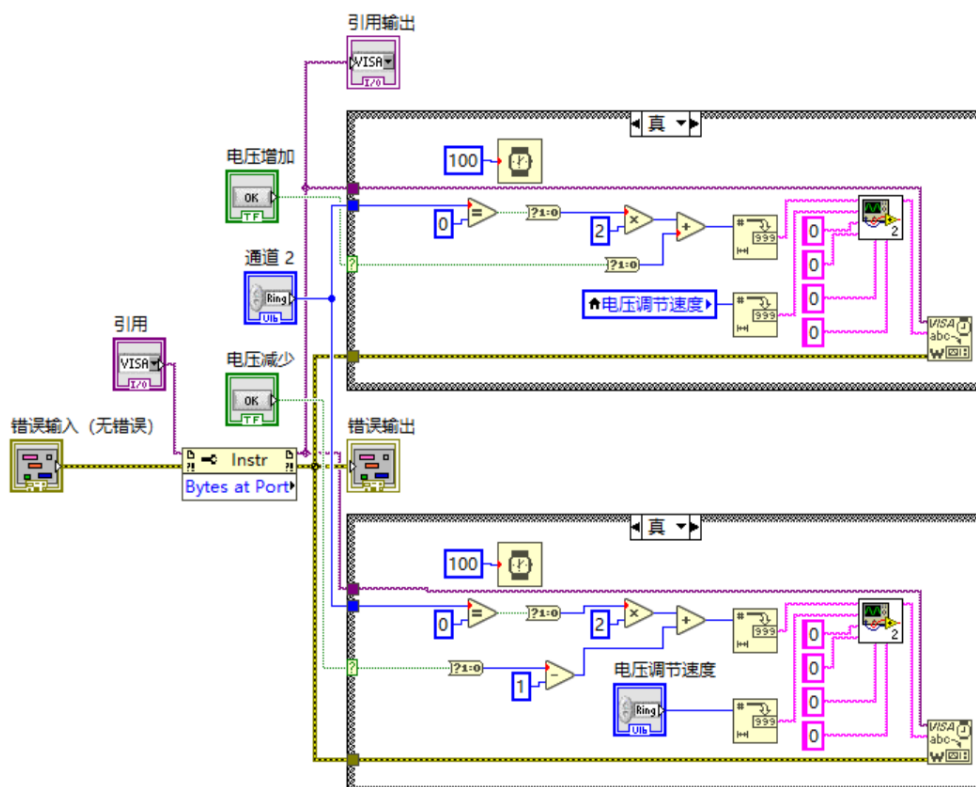 引用输出
VISA
I/O
真
电压增加
OK
TF
100
=
?1:0
×
+
#
999
2
0
2
0
通道 2
Ring
?1:0
0
0
电压调节速度
#
999
0
VISA
abc
W
引用
VISA
I/O
电压减少
OK
TF
错误输入（无错误）
错误输出
Instr
Bytes at Port
真
100
=
?1:0
×
+
#
999
2
0
2
0
?1:0
−
0
1
电压调节速度
Ring
#
999
0
0
VISA
abc
W